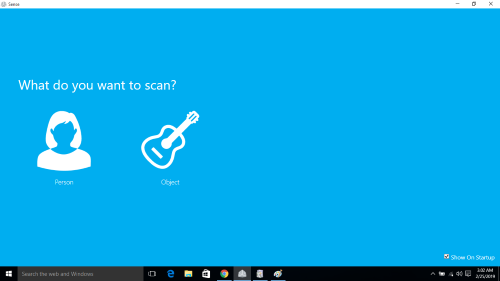 Sense
What do you want to scan?
Person
Object
Show On Startup
Search the web and Windows
3:02 AM
2/25/2019